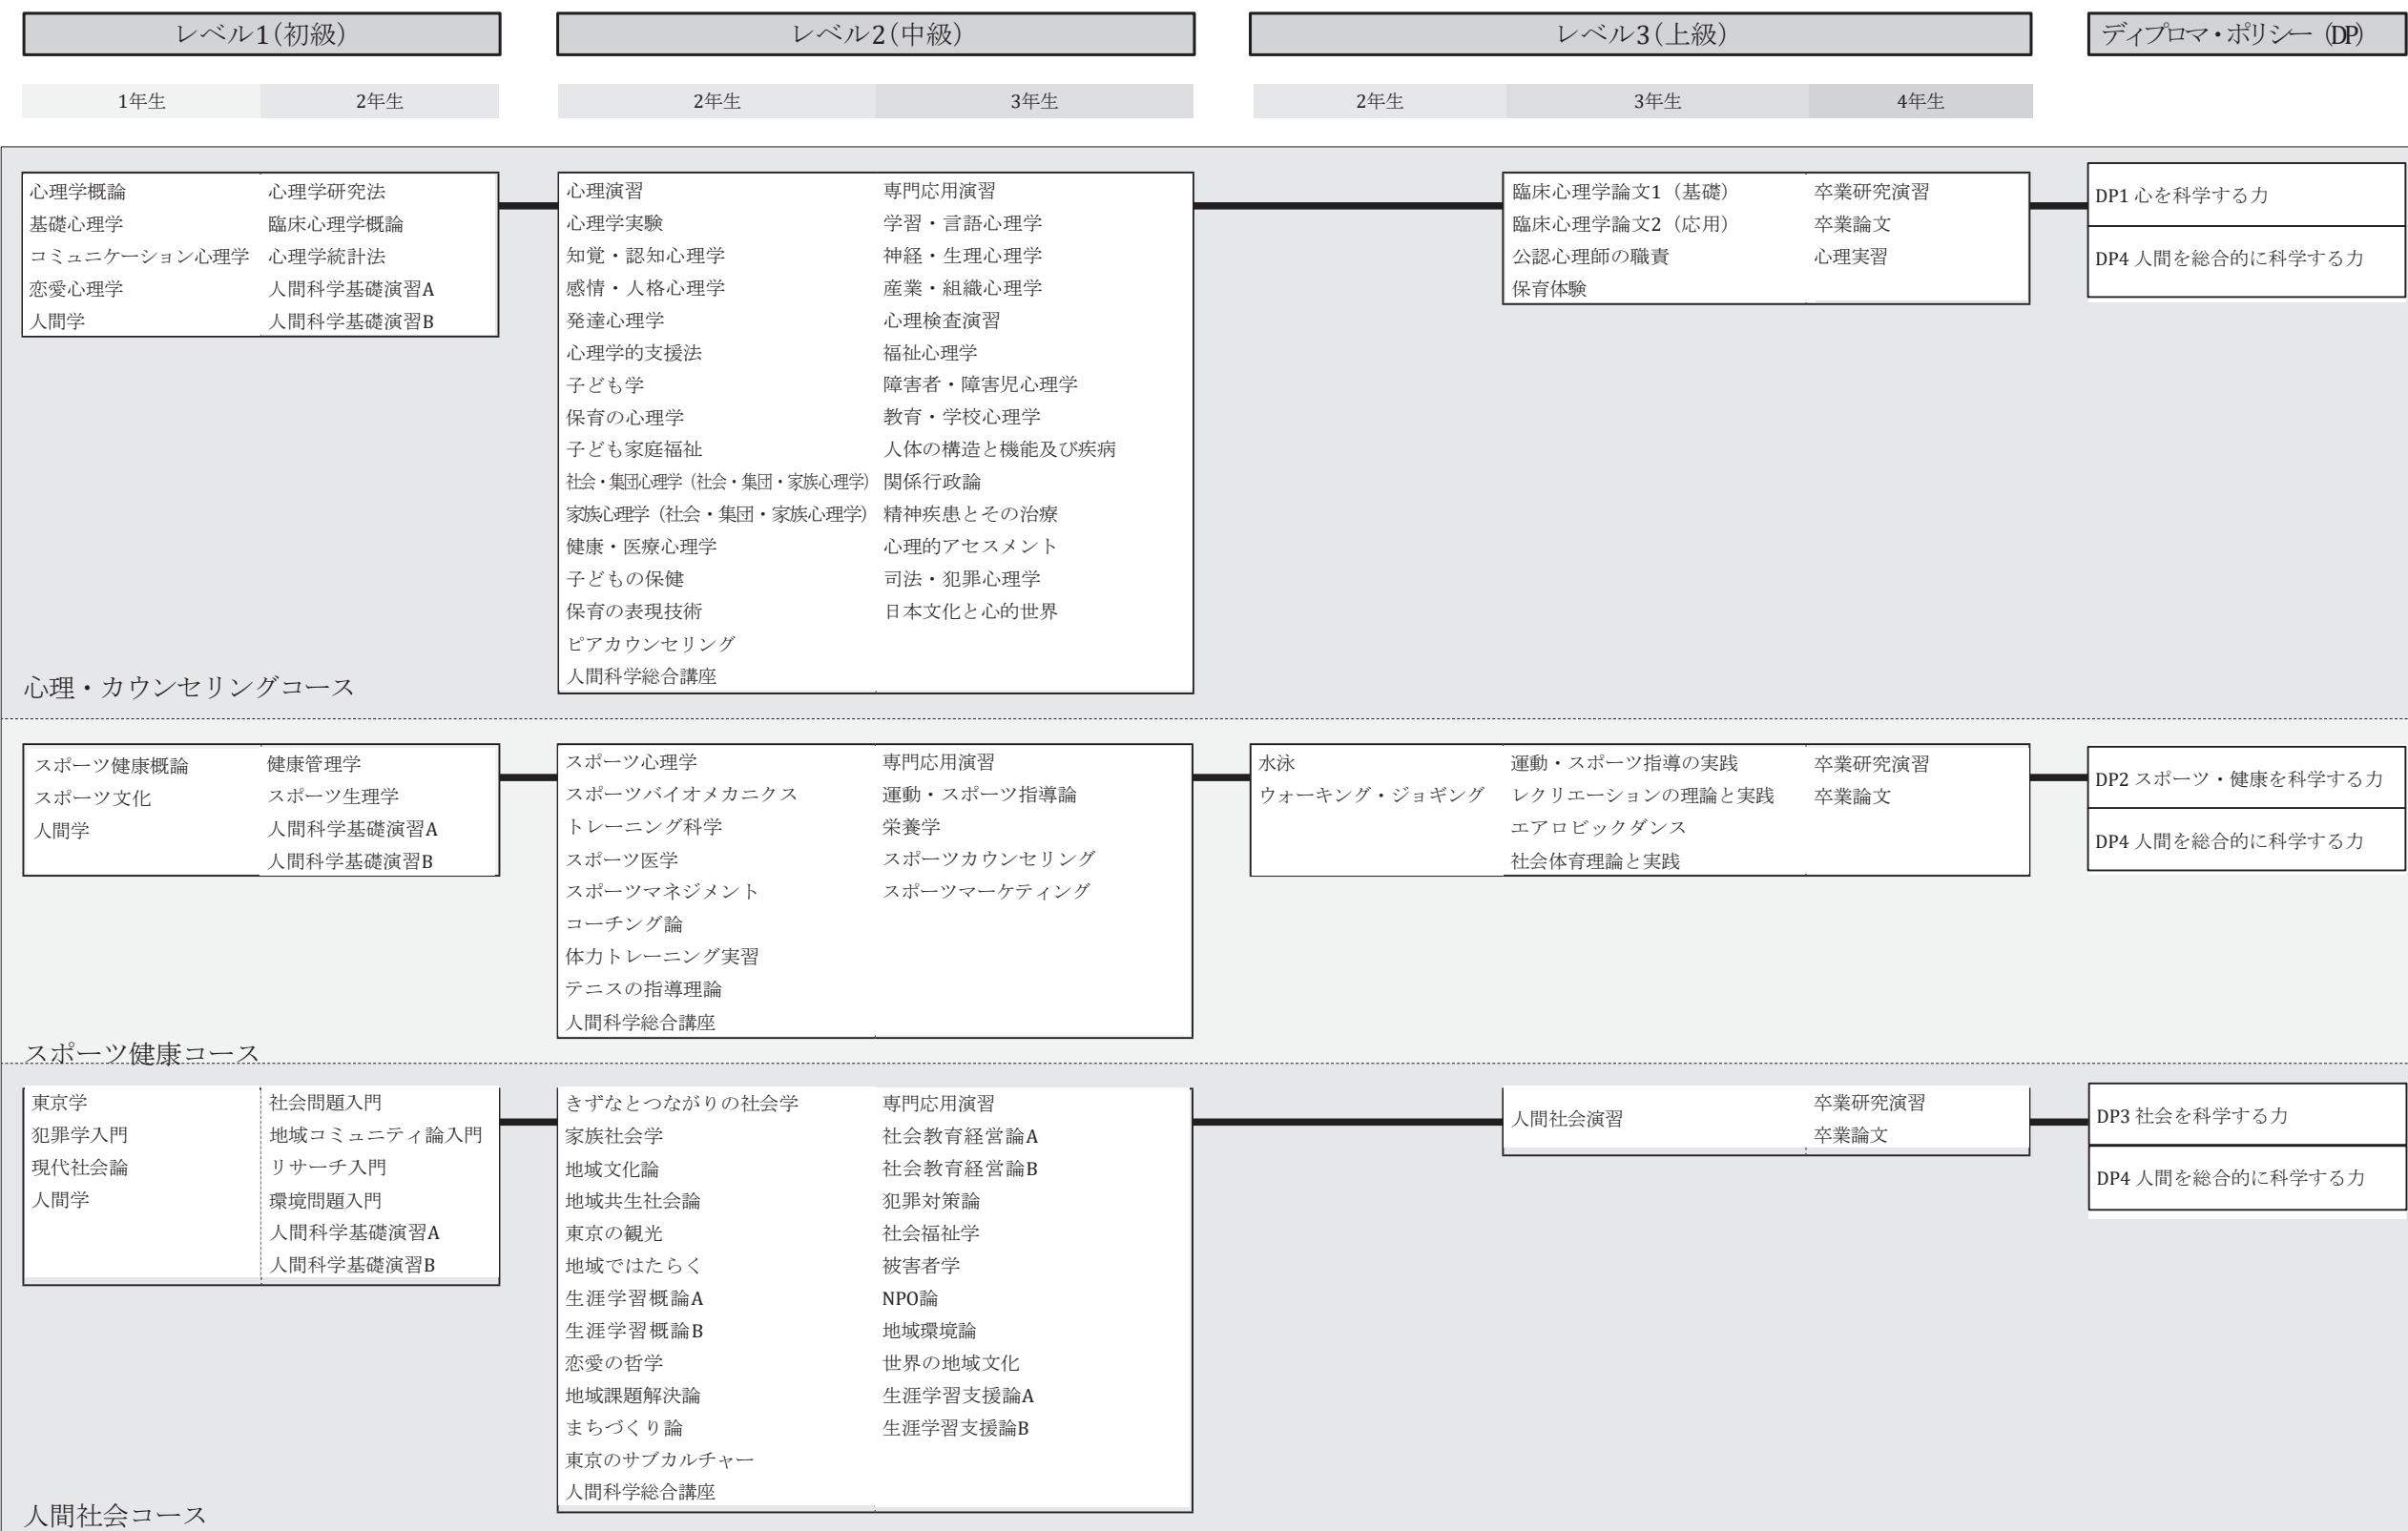 レベル1(初級)
レベル2(中級)
レベル3(上級)
ディプロマ・ポリシー (DP)
1年生
2年生
2年生
3年生
2年生
3年生
4年生
心理学概論
基礎心理学
コミュニケーション心理学
恋愛心理学
人間学
心理学研究法
臨床心理学概論
心理学統計法
人間科学基礎演習A
人間科学基礎演習B
心理演習
心理学実験
知覚・認知心理学
感情・人格心理学
発達心理学
心理学的支援法
子ども学
保育の心理学
子ども家庭福祉
社会・集団心理学 (社会・集団・家族心理学)
家族心理学 (社会・集団・家族心理学)
健康・医療心理学
子どもの保健
保育の表現技術
ピアカウンセリング
人間科学総合講座
専門応用演習
学習・言語心理学
神経・生理心理学
産業・組織心理学
心理検査演習
福祉心理学
障害者・障害児心理学
教育・学校心理学
人体の構造と機能及び疾病
関係行政論
精神疾患とその治療
心理的アセスメント
司法・犯罪心理学
日本文化と心的世界
臨床心理学論文1 (基礎)
臨床心理学論文2 (応用)
公認心理師の職責
保育体験
卒業研究演習
卒業論文
心理実習
DP1 心を科学する力
DP4 人間を総合的に科学する力
心理・カウンセリングコース
スポーツ健康概論
スポーツ文化
人間学
健康管理学
スポーツ生理学
人間科学基礎演習A
人間科学基礎演習B
スポーツ心理学
スポーツバイオメカニクス
トレーニング科学
スポーツ医学
スポーツマネジメント
コーチング論
体力トレーニング実習
テニスの指導理論
人間科学総合講座
専門応用演習
運動・スポーツ指導論
栄養学
スポーツカウンセリング
スポーツマーケティング
水泳
ウォーキング・ジョギング
運動・スポーツ指導の実践
レクリエーションの理論と実践
エアロビックダンス
社会体育理論と実践
卒業研究演習
卒業論文
DP2 スポーツ・健康を科学する力
DP4 人間を総合的に科学する力
スポーツ健康コース
東京学
犯罪学入門
現代社会論
人間学
社会問題入門
地域コミュニティ論入門
リサーチ入門
環境問題入門
人間科学基礎演習A
人間科学基礎演習B
きずなとつながりの社会学
家族社会学
地域文化論
地域共生社会論
東京の観光
地域ではたらく
生涯学習概論A
生涯学習概論B
恋愛の哲学
地域課題解決論
まちづくり論
東京のサブカルチャー
人間科学総合講座
専門応用演習
社会教育経営論A
社会教育経営論B
犯罪対策論
社会福祉学
被害者学
NPO論
地域環境論
世界の地域文化
生涯学習支援論A
生涯学習支援論B
人間社会演習
卒業研究演習
卒業論文
DP3 社会を科学する力
DP4 人間を総合的に科学する力
人間社会コース